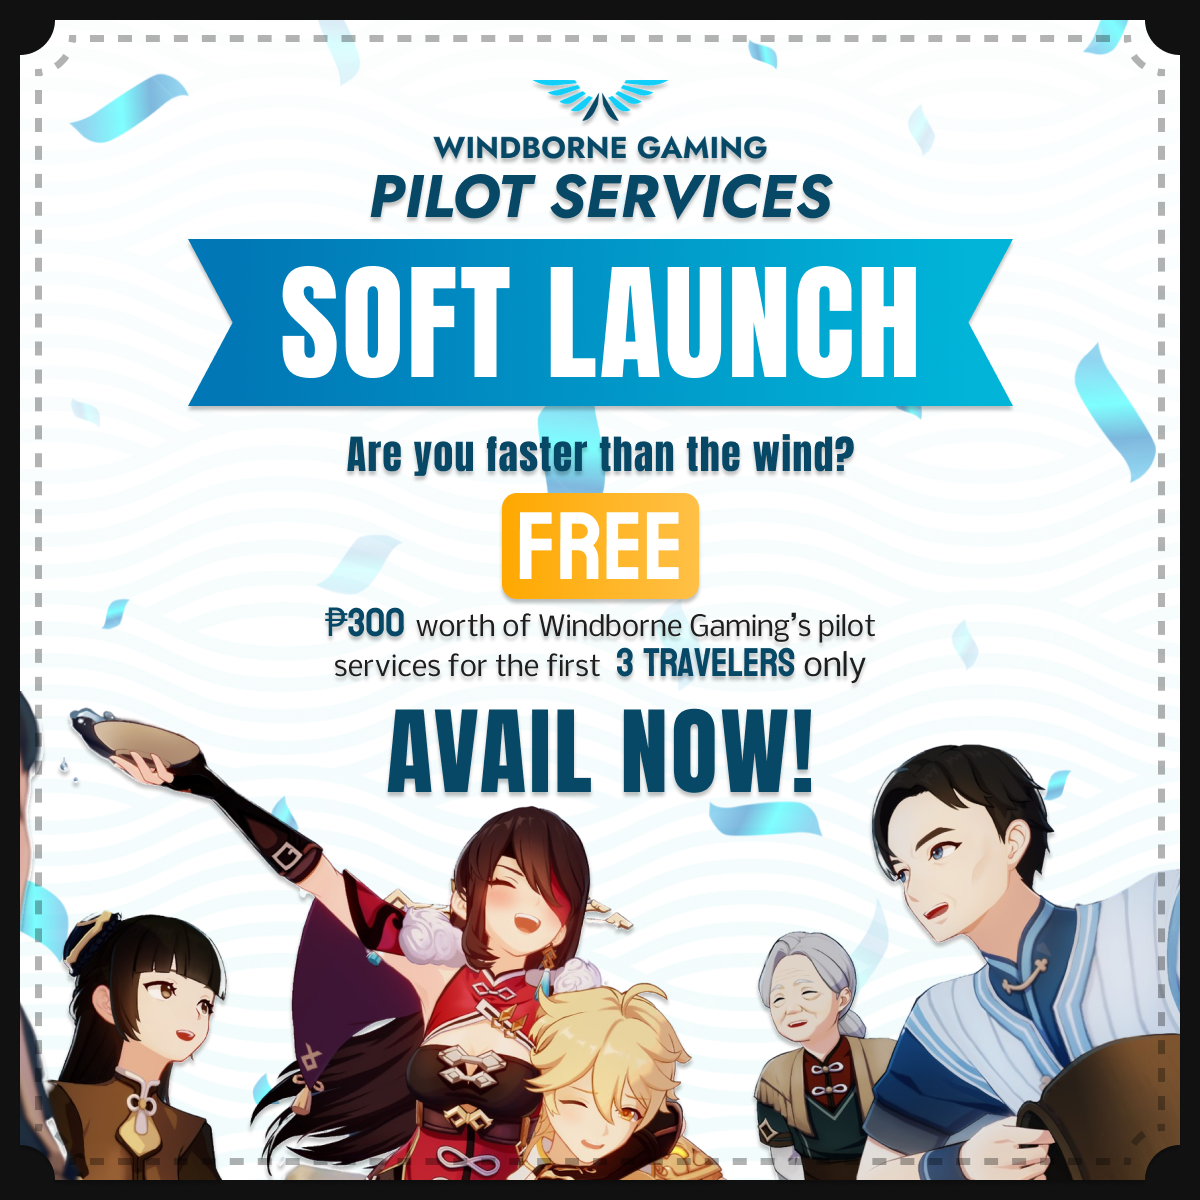 WINDBORNE GAMING
PILOT SERVICES
SOFT LAUNCH
Are you faster than the wind?
FREE
₱300 worth of Windborne Gaming's pilot
services for the first 3 TRAVELERS only
AVAIL NOW!